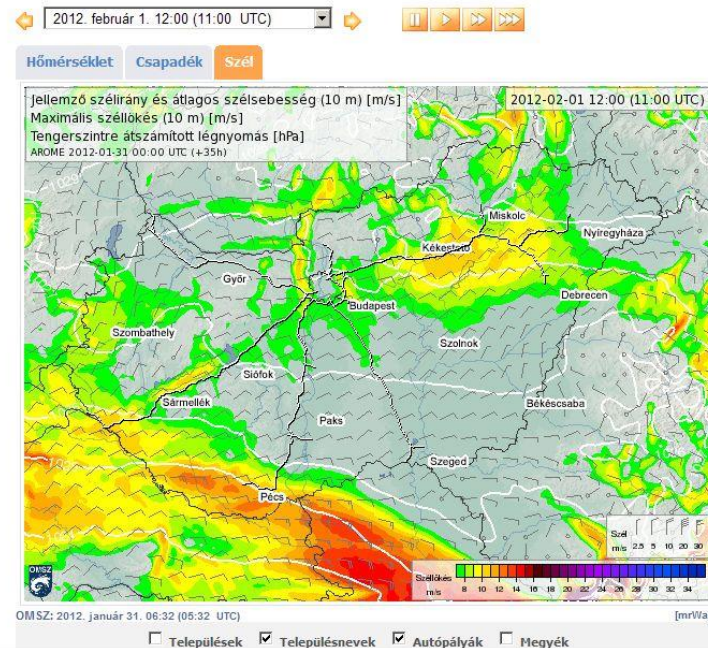 2012. február 1. 12:00 (11:00 UTC)
Hőmérséklet Csapadék Szél
Jellemző szélirány és átlagos szélsebesség (10 m) [m/s]
Maximális széllökés (10 m) [m/s]
Tengerszintre átszámított légnyomás [hPa]
AROME 2012-01-31 00:00 UTC (+35h)
2012-02-01 12:00 (11:00 UTC)
Miskolc
Nyíregyháza
Kékestető
Győr
Debrecen
Budapest
Szombathely
Szolnok
Siófok
Sármellék
Békéscsaba
Paks
Szeged
Pécs
Szél
m/s 2.5 5 10 20 30
Széllökés
m/s 8 10 12 14 16 18 20 22 24 26 28 30 32 34
OMSZ
OMSZ: 2012. január 31. 06:32 (05:32 UTC) [mrWa
Települések Településnevek Autópályák Megyék